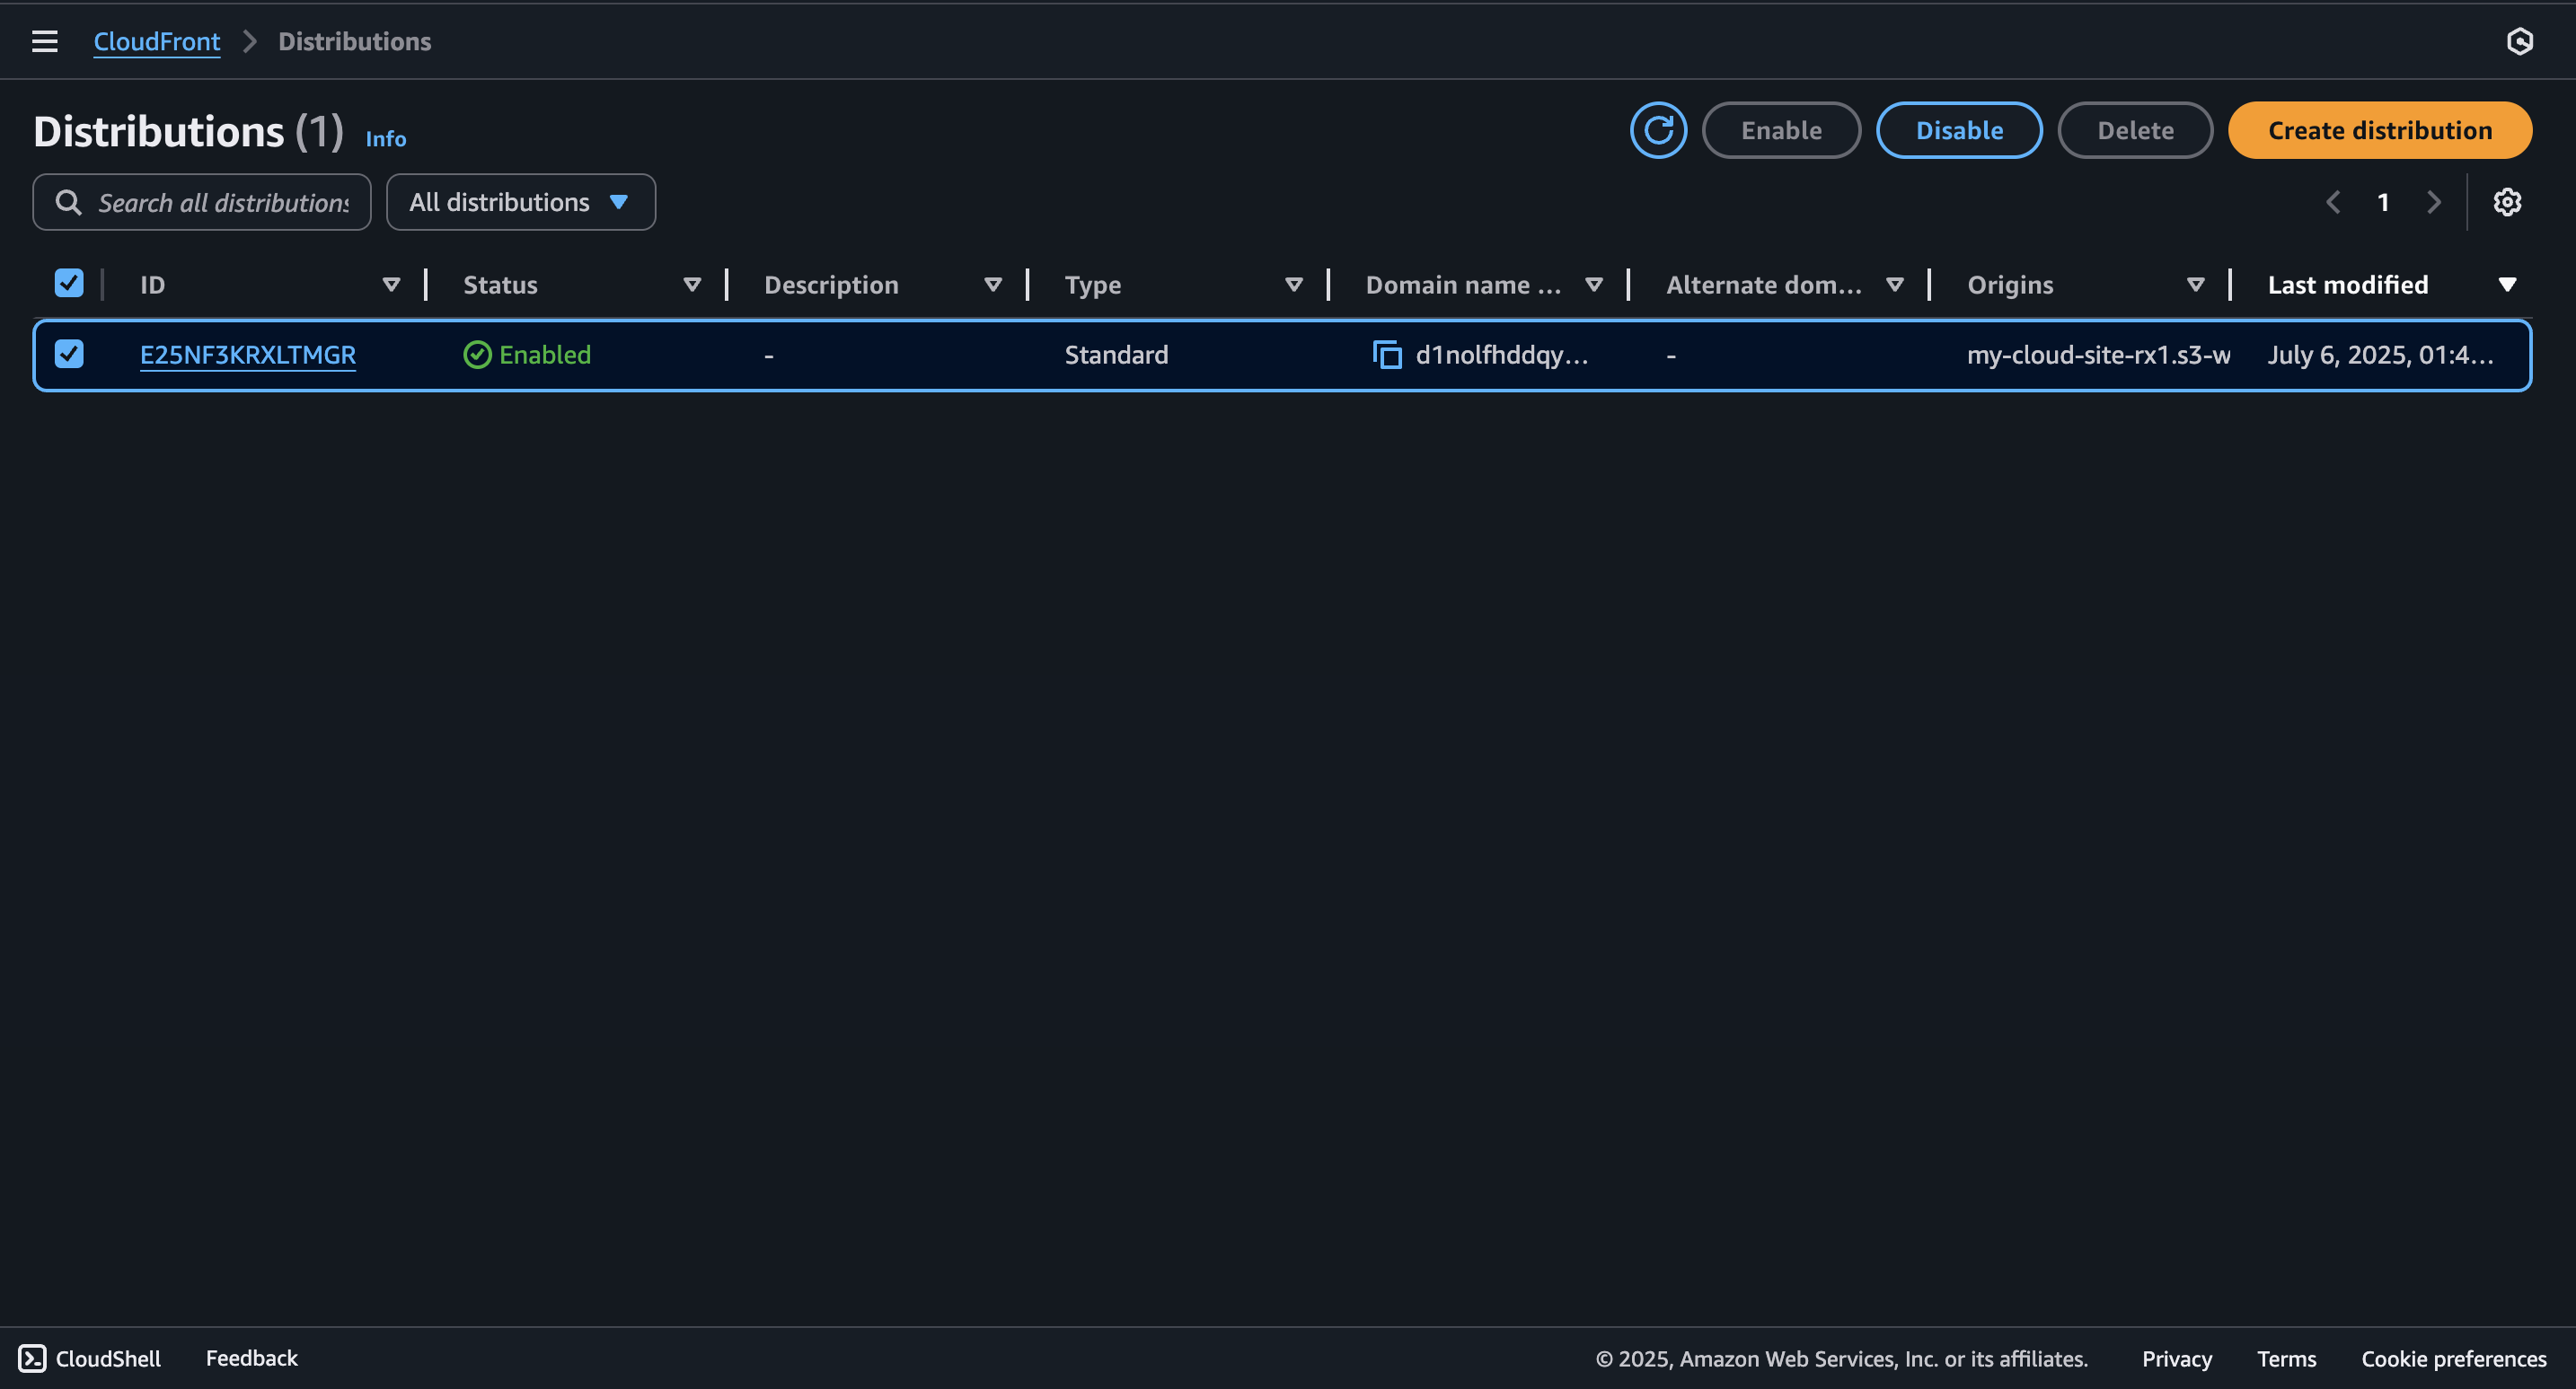 CloudFront > Distributions
Distributions (1) Info
Enable Disable Delete Create distribution
Search all distributions All distributions 1
ID Status Description Type Domain name ... Alternate dom... Origins Last modified
E25NF3KRXLTMGR Enabled - Standard d1nolfhddqy... - my-cloud-site-rx1.s3-w July 6, 2025, 01:4...
CloudShell Feedback © 2025, Amazon Web Services, Inc. or its affiliates. Privacy Terms Cookie preferences